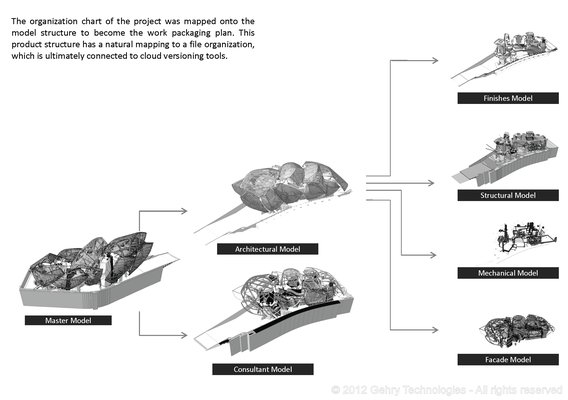 The organization chart of the project was mapped onto the
model structure to become the work packaging plan. This
product structure has a natural mapping to a file organization,
which is ultimately connected to cloud versioning tools.
Finishes Model
Structural Model
Architectural Model
Mechanical Model
Master Model
Facade Model
Consultant Model
© 2012 Gehry Technologies - All rights reserved